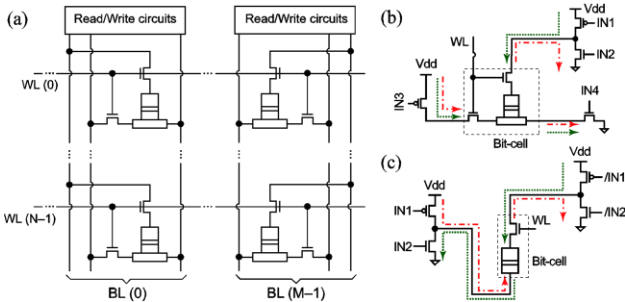 (a)
Read/Write circuits
Read/Write circuits
WL (0)
WL (N–1)
BL (0)
BL (M–1)
(b)
Vdd
IN1
WL
IN2
Vdd
IN3
IN4
Bit-cell
(c)
Vdd
Vdd
/IN1
IN1
WL
/IN2
IN2
Bit-cell